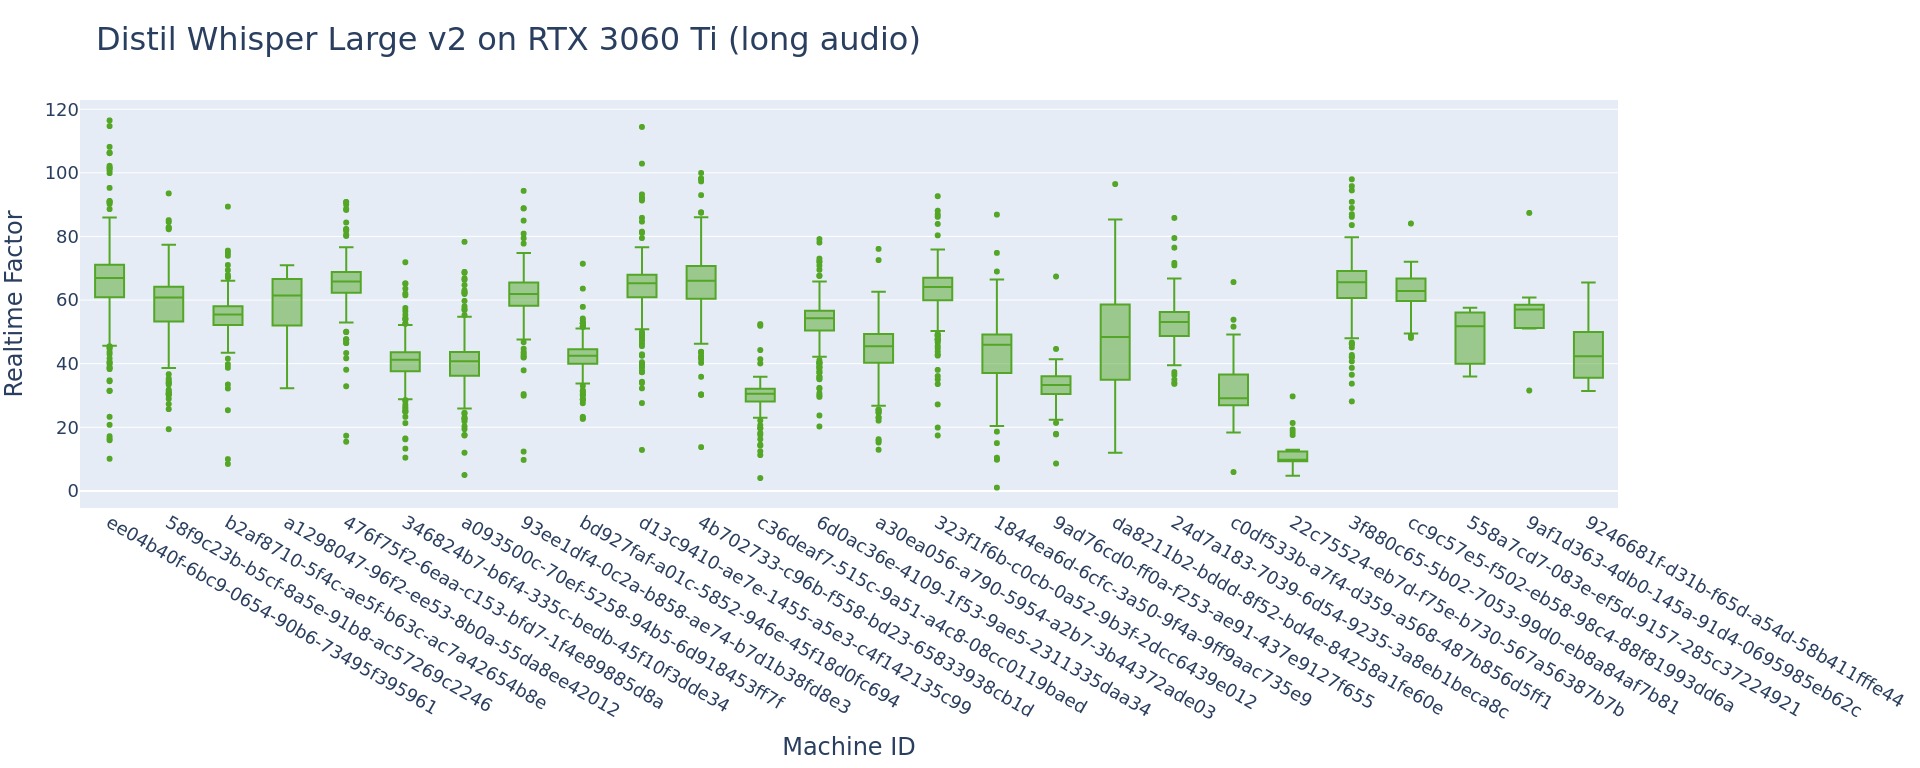 Distil Whisper Large v2 on RTX 3060 Ti (long audio)
Realtime Factor
120
100
80
60
40
20
0
ee04b40f-6bc9-0654-90b6-73495f395961
58f9c23b-b5cf-8a5e-91b8-ac57269c2246
b2af8710-5f4c-ae5f-b63c-ac7a42654b8e
a1298047-96f2-ee53-8b0a-55da8ee42012
476f75f2-6eaa-c153-bfd7-1f4e8985d8a
346824b7-b6f4-335c-bedb-45f10f3dde34
a093500c-70ef-5258-94b5-6d918453ff7f
93ee1df4-0c2a-b858-ae74-b7d1b38fd8e3
bd927faf-a01c-5852-946e-45f18d0fc694
d13c9410-ae7e-1455-a5e3-c4f142135c99
4b702733-c96b-f558-bd23-6583938cb1d
c36deaf7-515c-9a51-a4c8-08cc0119baed
6d0ac36e-4109-1f53-9ae5-231135daa34
a30ea056-a790-5954-a2b7-3b44372ade03
323f1f6b-c0cb-0a52-9b3f-2dcc6439e012
1844ea6d-6cfc-3a50-9f4a-9ff9aac735e9
9ad76cd0-ff0a-f253-ae91-437e9127f655
da8211b2-bddd-8f52-bd4e-84258a1fe60e
24d7a183-7039-6d54-9235-3a8eb1beca8c
c0df533b-a7f4-d359-a568-487b856d5ff1
22c75524-eb7d-f75e-b730-567a56387b7b
3f880c65-5b02-7053-99d0-eb8a84af7b81
cc9c57e5-f502-eb58-98c4-88f81993dd6a
558a7cd7-083e-ef5d-9157-285c37224921
9af1d363-4db0-145a-91d4-0695985eb62c
9246681f-d31b-f65d-a54d-58b411fffe44
Machine ID